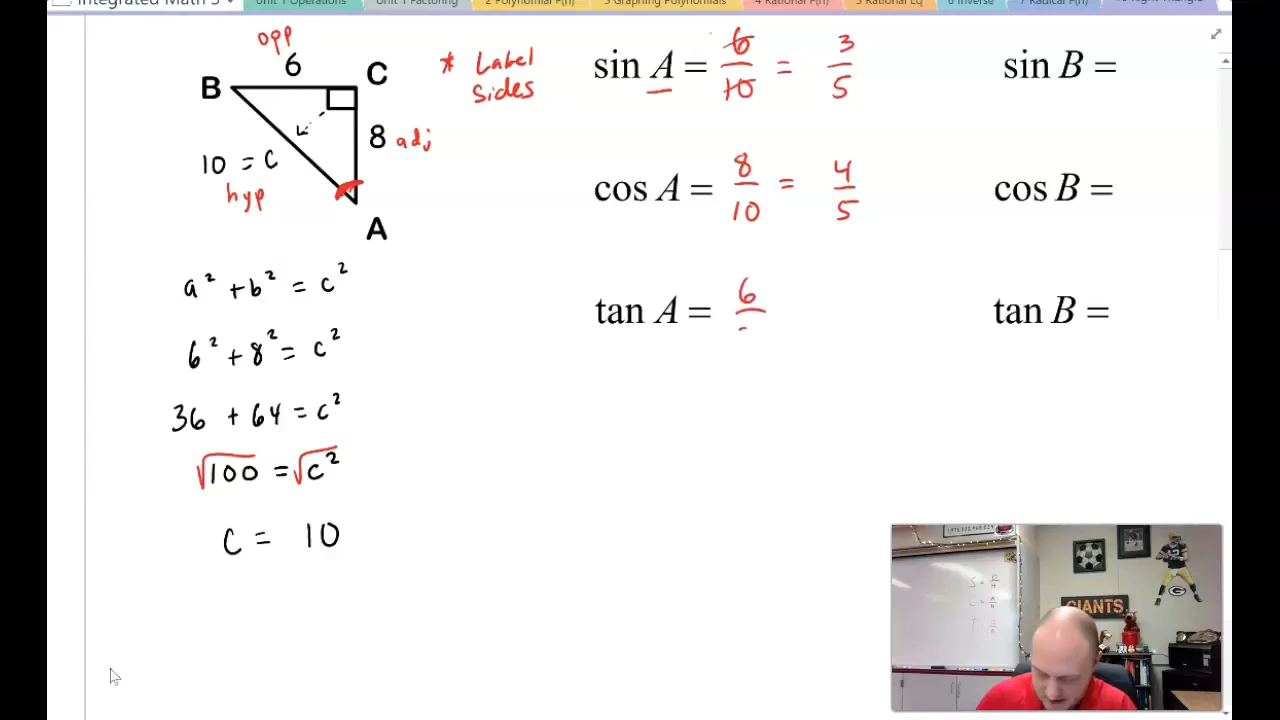 Integrated Math 3
Unit 1 Operations
Unit 1 Factoring
2 Polynomial F(n)
3 Graphing Polynomials
4 Rational F(n)
5 Rational Eq
6 Inverse
7 Radical F(n)
opp
6
B
C
8 adj
10 = C
hyp
A
* Label
Sides
sin A = 6/10 = 3/5
sin B =
cos A = 8/10 = 4/5
cos B =
tan A = 6
tan B =
a² + b² = c²
6² + 8² = c²
36 + 64 = c²
√100 = √c²
C = 10
GIANTS
G